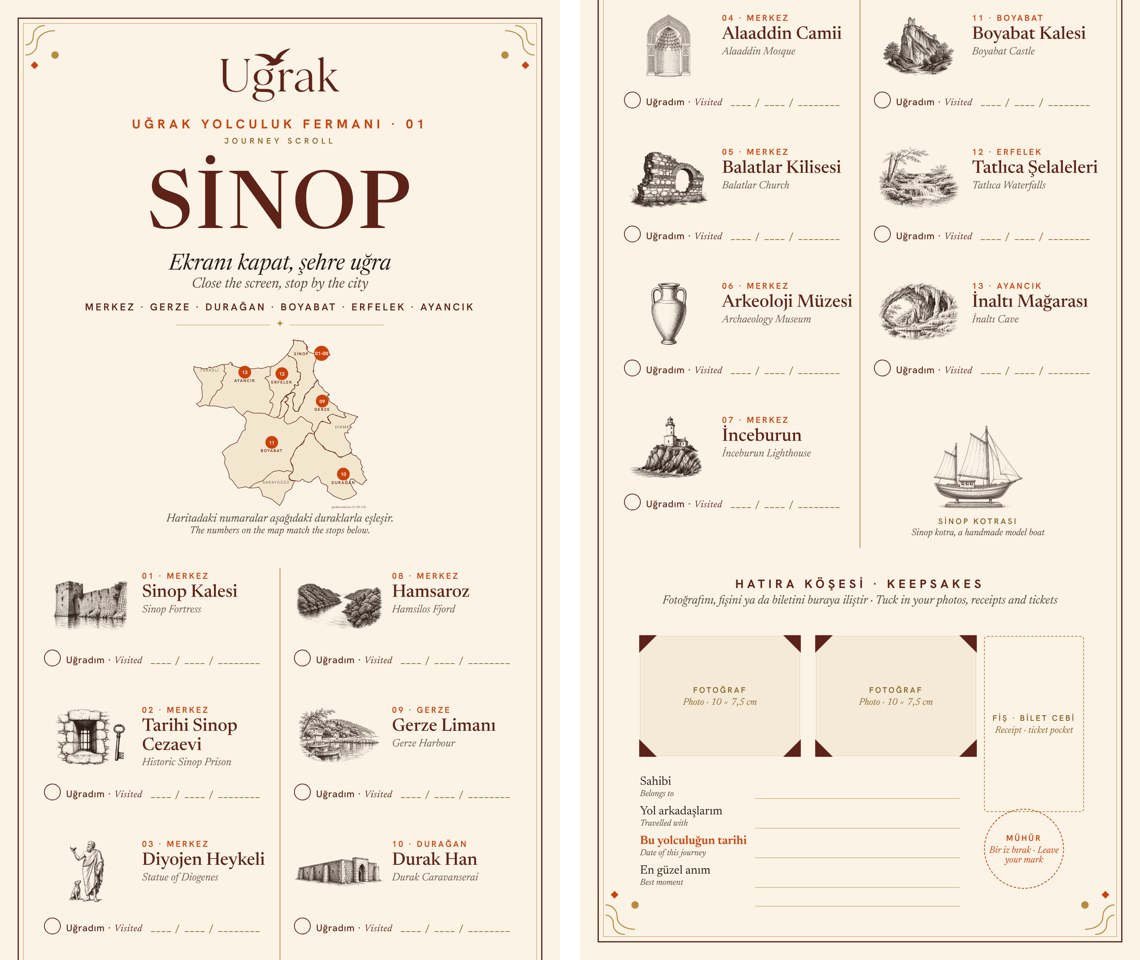 Uğrak
UĞRAK YOLCULUK FERMANI · 01
JOURNEY SCROLL
SİNOP
Ekranı kapat, şehre uğra
Close the screen, stop by the city
MERKEZ · GERZE · DURAĞAN · BOYABAT · ERFELEK · AYANCIK
SİNOP 01-08
13 AYANCIK
12 ERFELEK
09 GERZE
DİKMEN
11 BOYABAT
10 DURAĞAN
SARAYDÜZÜ
Haritadaki numaralar aşağıdaki duraklarla eşleşir.
The numbers on the map match the stops below.
01 · MERKEZ
Sinop Kalesi
Sinop Fortress
Uğradım · Visited ____ / ____ / ________
08 · MERKEZ
Hamsaroz
Hamsilos Fjord
Uğradım · Visited ____ / ____ / ________
02 · MERKEZ
Tarihi Sinop
Cezaevi
Historic Sinop Prison
Uğradım · Visited ____ / ____ / ________
09 · GERZE
Gerze Limanı
Gerze Harbour
Uğradım · Visited ____ / ____ / ________
03 · MERKEZ
Diyojen Heykeli
Statue of Diogenes
Uğradım · Visited ____ / ____ / ________
10 · DURAĞAN
Durak Han
Durak Caravanserai
Uğradım · Visited ____ / ____ / ________
04 · MERKEZ
Alaaddin Camii
Alaaddin Mosque
Uğradım · Visited ____ / ____ / ________
11 · BOYABAT
Boyabat Kalesi
Boyabat Castle
Uğradım · Visited ____ / ____ / ________
05 · MERKEZ
Balatlar Kilisesi
Balatlar Church
Uğradım · Visited ____ / ____ / ________
12 · ERFELEK
Tatlıca Şelaleleri
Tatlıca Waterfalls
Uğradım · Visited ____ / ____ / ________
06 · MERKEZ
Arkeoloji Müzesi
Archaeology Museum
Uğradım · Visited ____ / ____ / ________
13 · AYANCIK
İnaltı Mağarası
İnaltı Cave
Uğradım · Visited ____ / ____ / ________
07 · MERKEZ
İnceburun
İnceburun Lighthouse
Uğradım · Visited ____ / ____ / ________
SİNOP KOTRASI
Sinop kotra, a handmade model boat
HATIRA KÖŞESİ · KEEPSAKES
Fotoğrafını, fişini ya da biletini buraya iliştir · Tuck in your photos, receipts and tickets
FOTOĞRAF
Photo · 10 × 7,5 cm
FOTOĞRAF
Photo · 10 × 7,5 cm
FİŞ · BİLET CEBİ
Receipt · ticket pocket
Sahibi
Belongs to
Yol arkadaşlarım
Travelled with
Bu yolculuğun tarihi
Date of this journey
En güzel anım
Best moment
MÜHÜR
Bir iz bırak · Leave
your mark